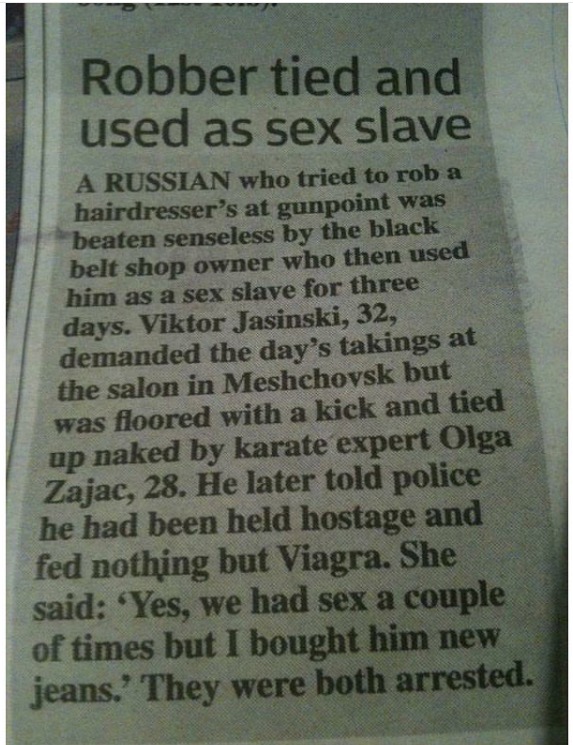 Robber tied and
used as sex slave
A RUSSIAN who tried to rob a
hairdresser's at gunpoint was
beaten senseless by the black
belt shop owner who then used
him as a sex slave for three
days. Viktor Jasinski, 32,
demanded the day's takings at
the salon in Meshchovsk but
was floored with a kick and tied
up naked by karate expert Olga
Zajac, 28. He later told police
he had been held hostage and
fed nothing but Viagra. She
said: ‘Yes, we had sex a couple
of times but I bought him new
jeans.’ They were both arrested.